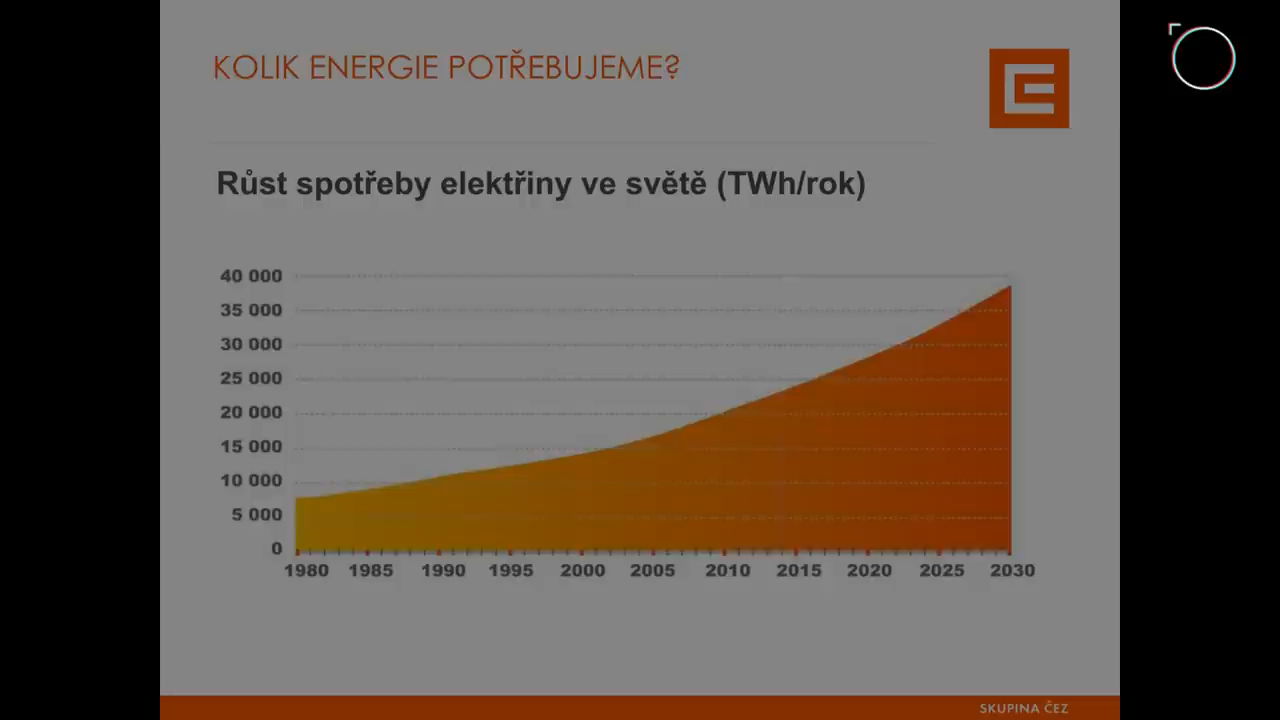 KOLIK ENERGIE POTŘEBUJEME?
Růst spotřeby elektřiny ve světě (TWh/rok)
40 000
35 000
30 000
25 000
20 000
15 000
10 000
5 000
0
1980 1985 1990 1995 2000 2005 2010 2015 2020 2025 2030
SKUPINA ČEZ